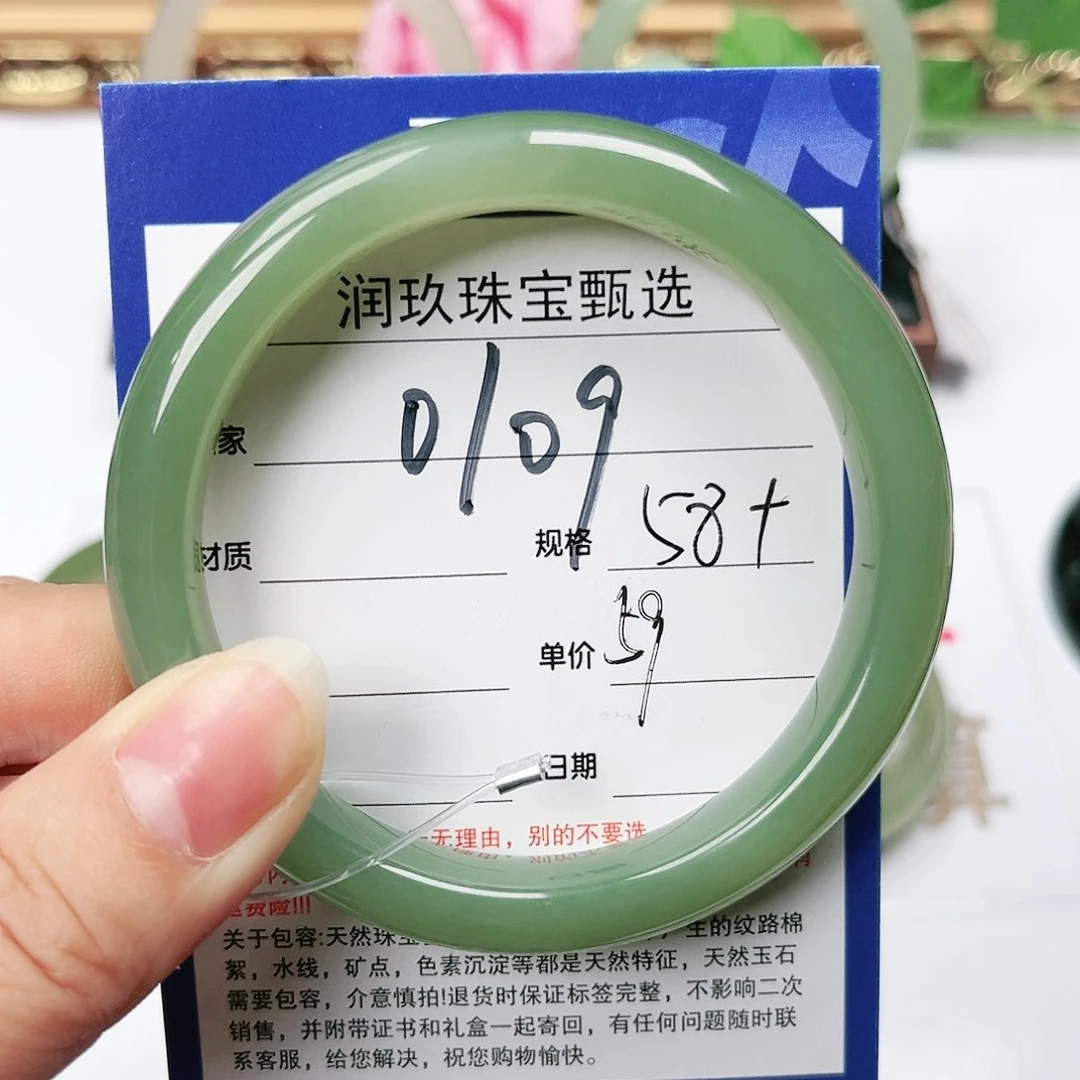 润玖珠宝甄选
家 0109
材质 规格 58+
单价 59
日期
无理由，别的不要选
运费险!!!
关于包容:天然珠宝 生的纹路棉
絮，水线，矿点，色素沉淀等都是天然特征，天然玉石
需要包容，介意慎拍!退货时保证标签完整，不影响二次
销售，并附带证书和礼盒一起寄回，有任何问题随时联
系客服，给您解决，祝您购物愉快。